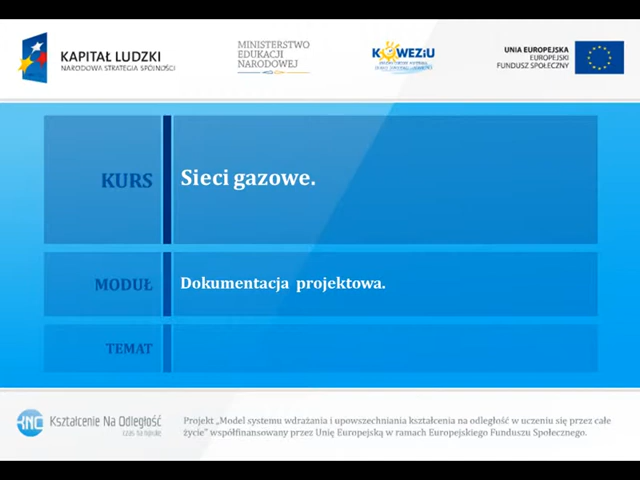 KAPITAŁ LUDZKI
NARODOWA STRATEGIA SPÓJNOŚCI
MINISTERSTWO
EDUKACJI
NARODOWEJ
KOWEZiU
UNIA EUROPEJSKA
EUROPEJSKI
FUNDUSZ SPOŁECZNY
KURS
Sieci gazowe.
MODUŁ
Dokumentacja projektowa.
TEMAT
KNO
Kształcenie Na Odległość
czas na naukę
Projekt „Model systemu wdrażania i upowszechniania kształcenia na odległość w uczeniu się przez całe
życie” współfinansowany przez Unię Europejską w ramach Europejskiego Funduszu Społecznego.